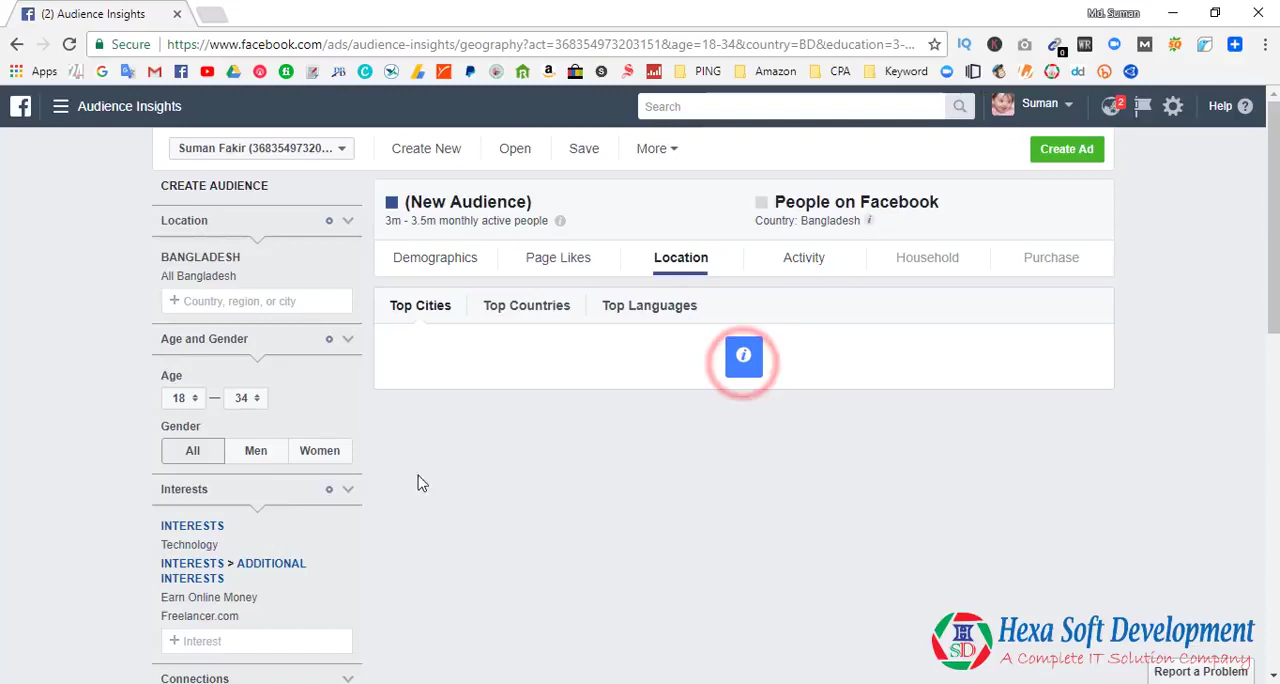 (2) Audience Insights
Md. Suman
Secure
https://www.facebook.com/ads/audience-insights/geography?act=368354973203151&age=18-34&country=BD&education=3-...
Apps
PING
Amazon
CPA
Keyword
Audience Insights
Search
Suman
2
Help
Suman Fakir (36835497320...
Create New
Open
Save
More
Create Ad
CREATE AUDIENCE
Location
BANGLADESH
All Bangladesh
+ Country, region, or city
Age and Gender
Age
18 — 34
Gender
All
Men
Women
Interests
INTERESTS
Technology
INTERESTS > ADDITIONAL
INTERESTS
Earn Online Money
Freelancer.com
+ Interest
Connections
(New Audience)
3m - 3.5m monthly active people
People on Facebook
Country: Bangladesh
Demographics
Page Likes
Location
Activity
Household
Purchase
Top Cities
Top Countries
Top Languages
Hexa Soft Development
A Complete IT Solution Company
Report a Problem